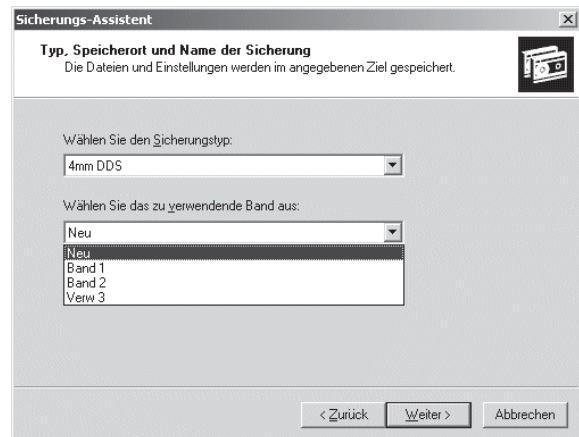 Sicherungs-Assistent
Typ, Speicherort und Name der Sicherung
Die Dateien und Einstellungen werden im angegebenen Ziel gespeichert.
Wählen Sie den Sicherungstyp:
4mm DDS
Wählen Sie das zu verwendende Band aus:
Neu
Neu
Band 1
Band 2
Verw 3
< Zurück
Weiter >
Abbrechen